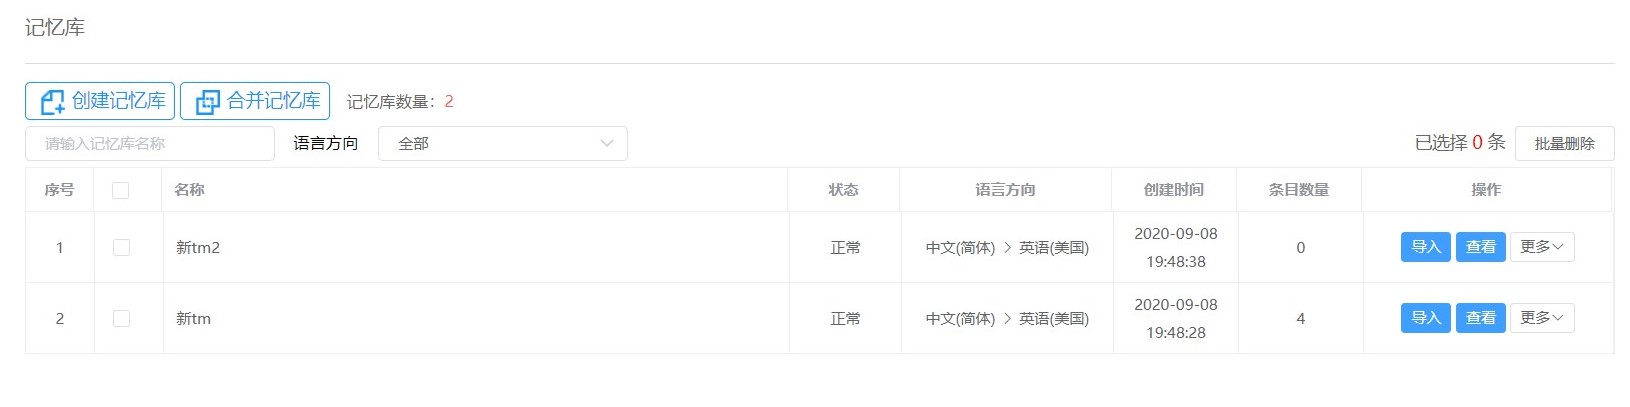 记忆库
创建记忆库 合并记忆库 记忆库数量：2
请输入记忆库名称 语言方向 全部 已选择 0 条 批量删除
序号 名称 状态 语言方向 创建时间 条目数量 操作
1 新tm2 正常 中文(简体) > 英语(美国) 2020-09-08 19:48:38 0 导入 查看 更多
2 新tm 正常 中文(简体) > 英语(美国) 2020-09-08 19:48:28 4 导入 查看 更多